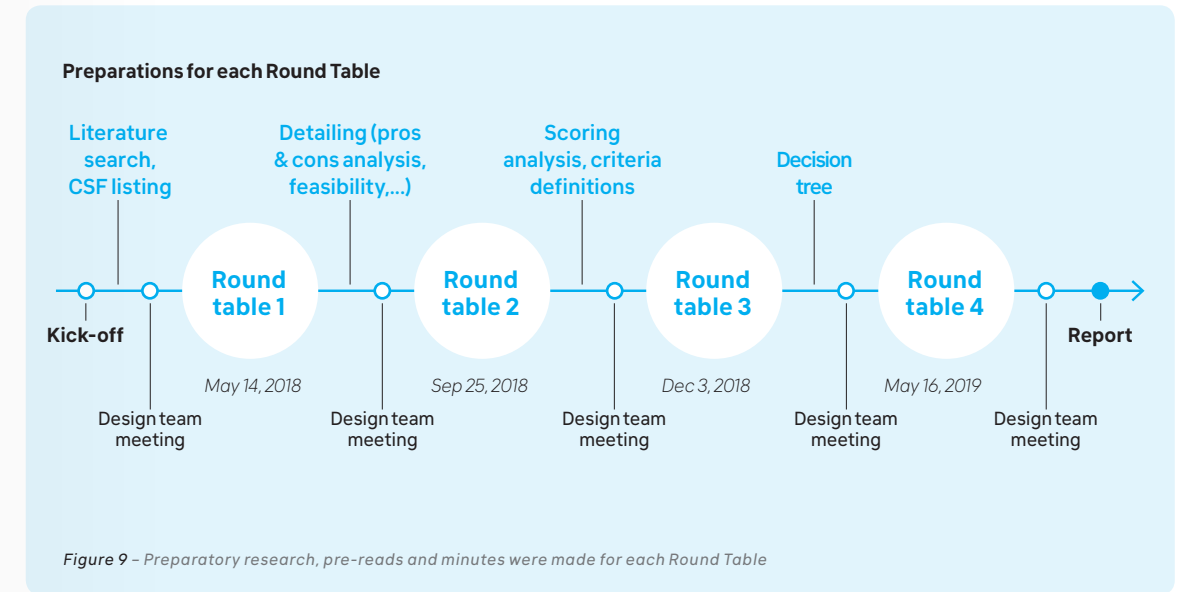 Preparations for each Round Table
Literature
search,
CSF listing
Detailing (pros
& cons analysis,
feasibility,...)
Scoring
analysis, criteria
definitions
Decision
tree
Round
table 1
Round
table 2
Round
table 3
Round
table 4
Kick-off
Report
May 14, 2018
Sep 25, 2018
Dec 3, 2018
May 16, 2019
Design team
meeting
Design team
meeting
Design team
meeting
Design team
meeting
Design team
meeting
Figure 9 – Preparatory research, pre-reads and minutes were made for each Round Table